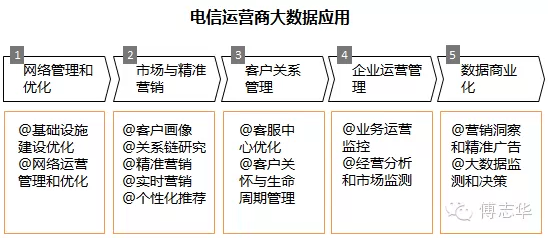 电信运营商大数据应用
1
网络管理和
优化
2
市场与精准
营销
3
客户关系
管理
4
企业运营管
理
5
数据商业
化
@基础设施
建设优化
@网络运营
管理和优化
@客户画像
@关系链研究
@精准营销
@实时营销
@个性化推荐
@客服中
心优化
@客户关
怀与生命
周期管理
@业务运营
监控
@经营分析
和市场监测
@营销洞察
和精准广告
@大数据监
测和决策
傅志华